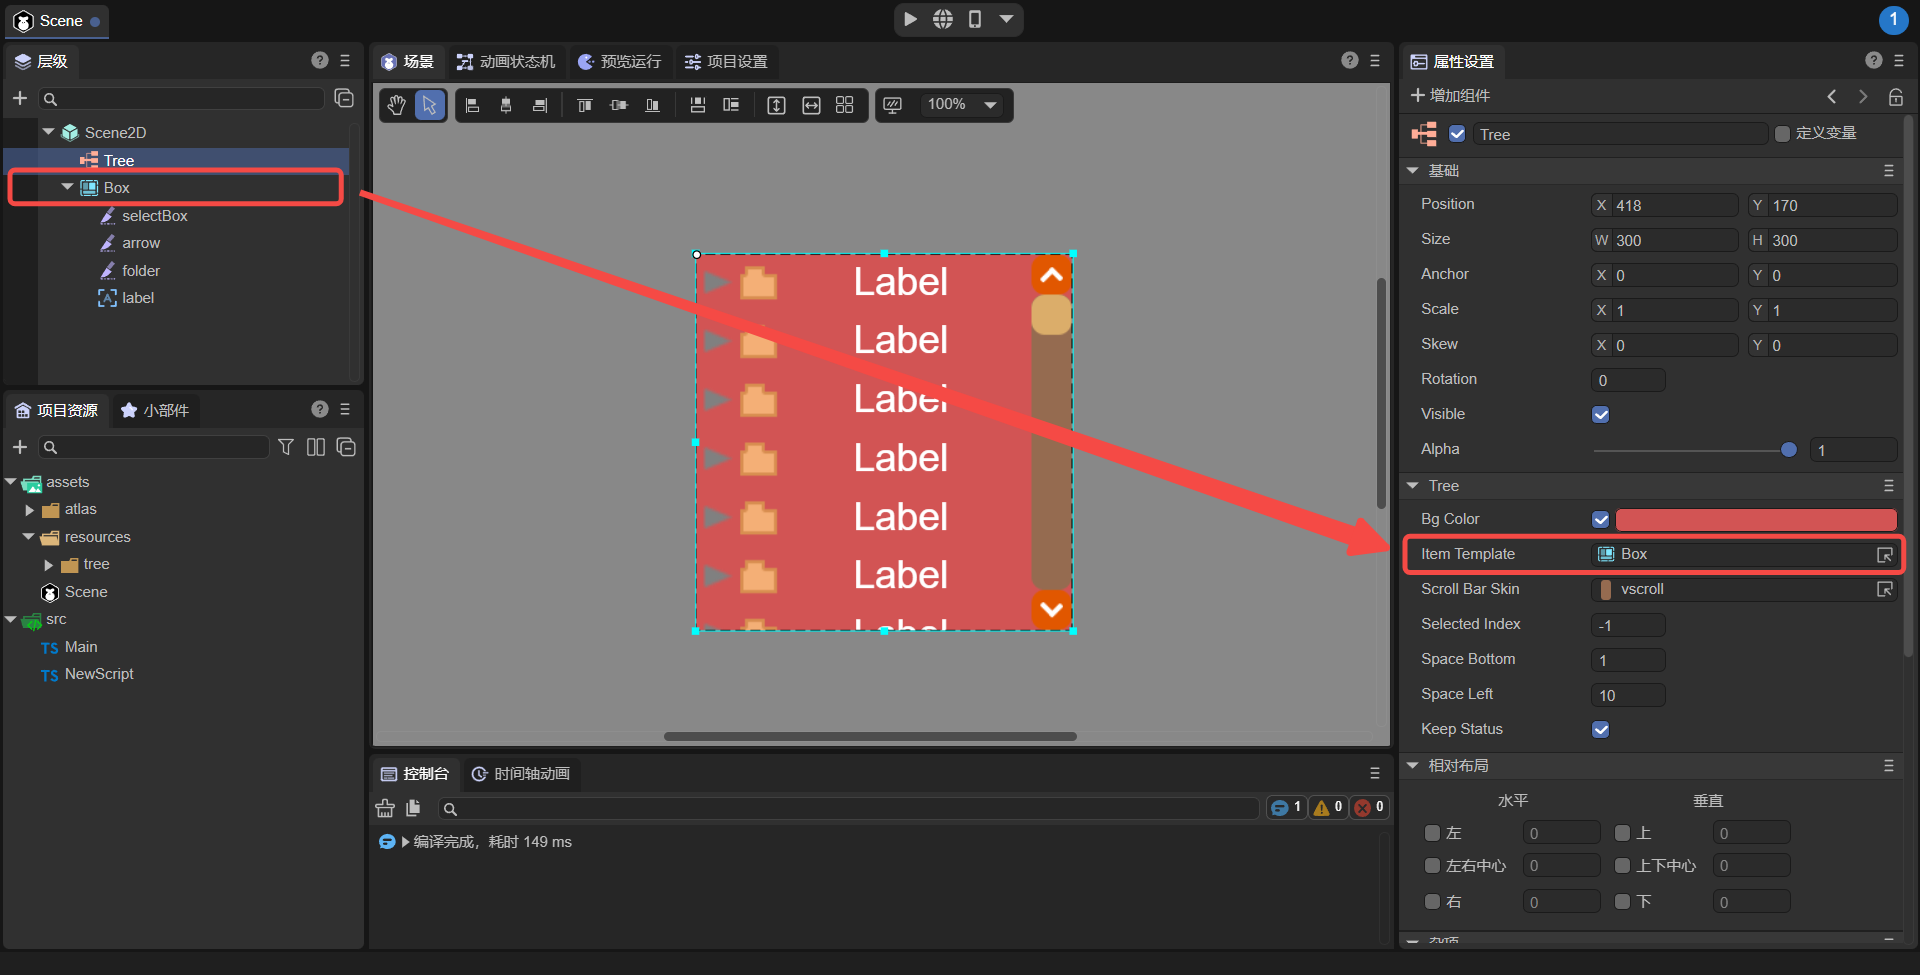 Scene
1
层级
Scene2D
Tree
Box
selectBox
arrow
folder
label
项目资源
小部件
assets
atlas
resources
tree
Scene
src
TS Main
TS NewScript
场景
动画状态机
预览运行
项目设置
100%
Label
Label
Label
Label
Label
Label
Label
控制台
时间轴动画
1
0
0
编译完成，耗时 149 ms
属性设置
增加组件
Tree
定义变量
基础
Position X 418 Y 170
Size W 300 H 300
Anchor X 0 Y 0
Scale X 1 Y 1
Skew X 0 Y 0
Rotation 0
Visible
Alpha 1
Tree
Bg Color
Item Template Box
Scroll Bar Skin vscroll
Selected Index -1
Space Bottom 1
Space Left 10
Keep Status
相对布局
水平 垂直
左 0 上 0
左右中心 0 上下中心 0
右 0 下 0
杂项